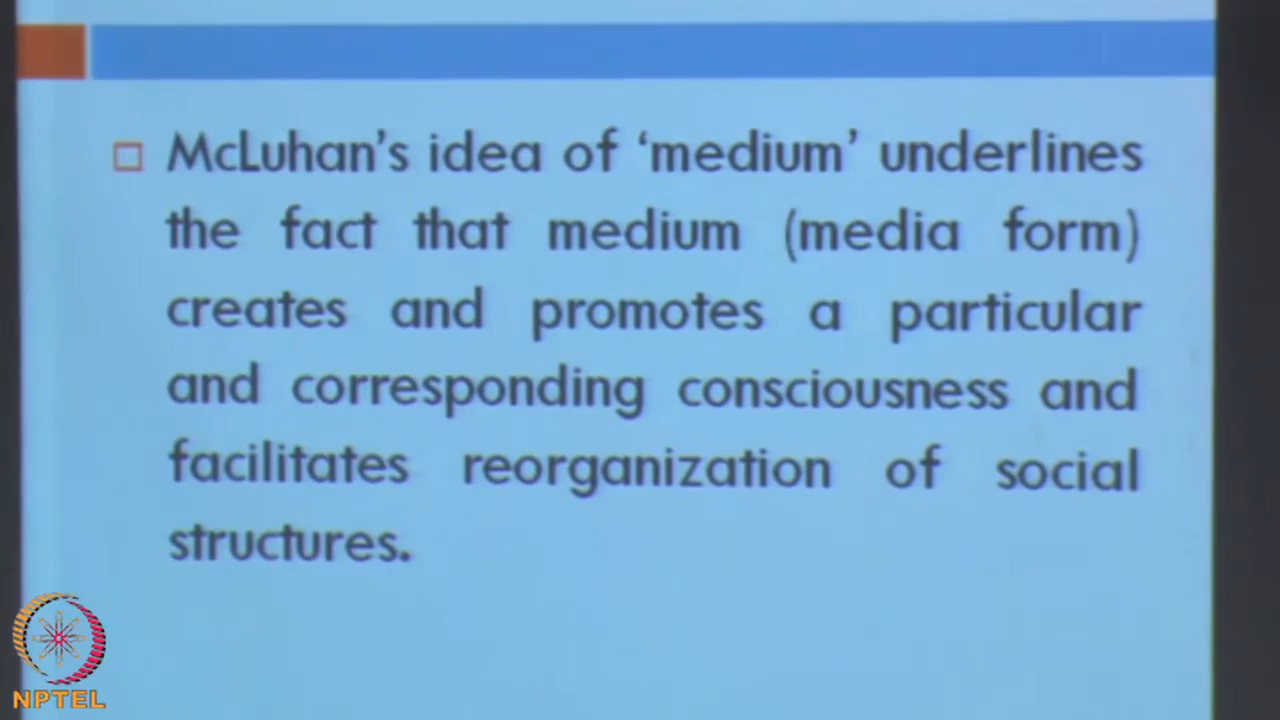 McLuhan's idea of 'medium' underlines
the fact that medium (media form)
creates and promotes a particular
and corresponding consciousness and
facilitates reorganization of social
structures.
NPTEL